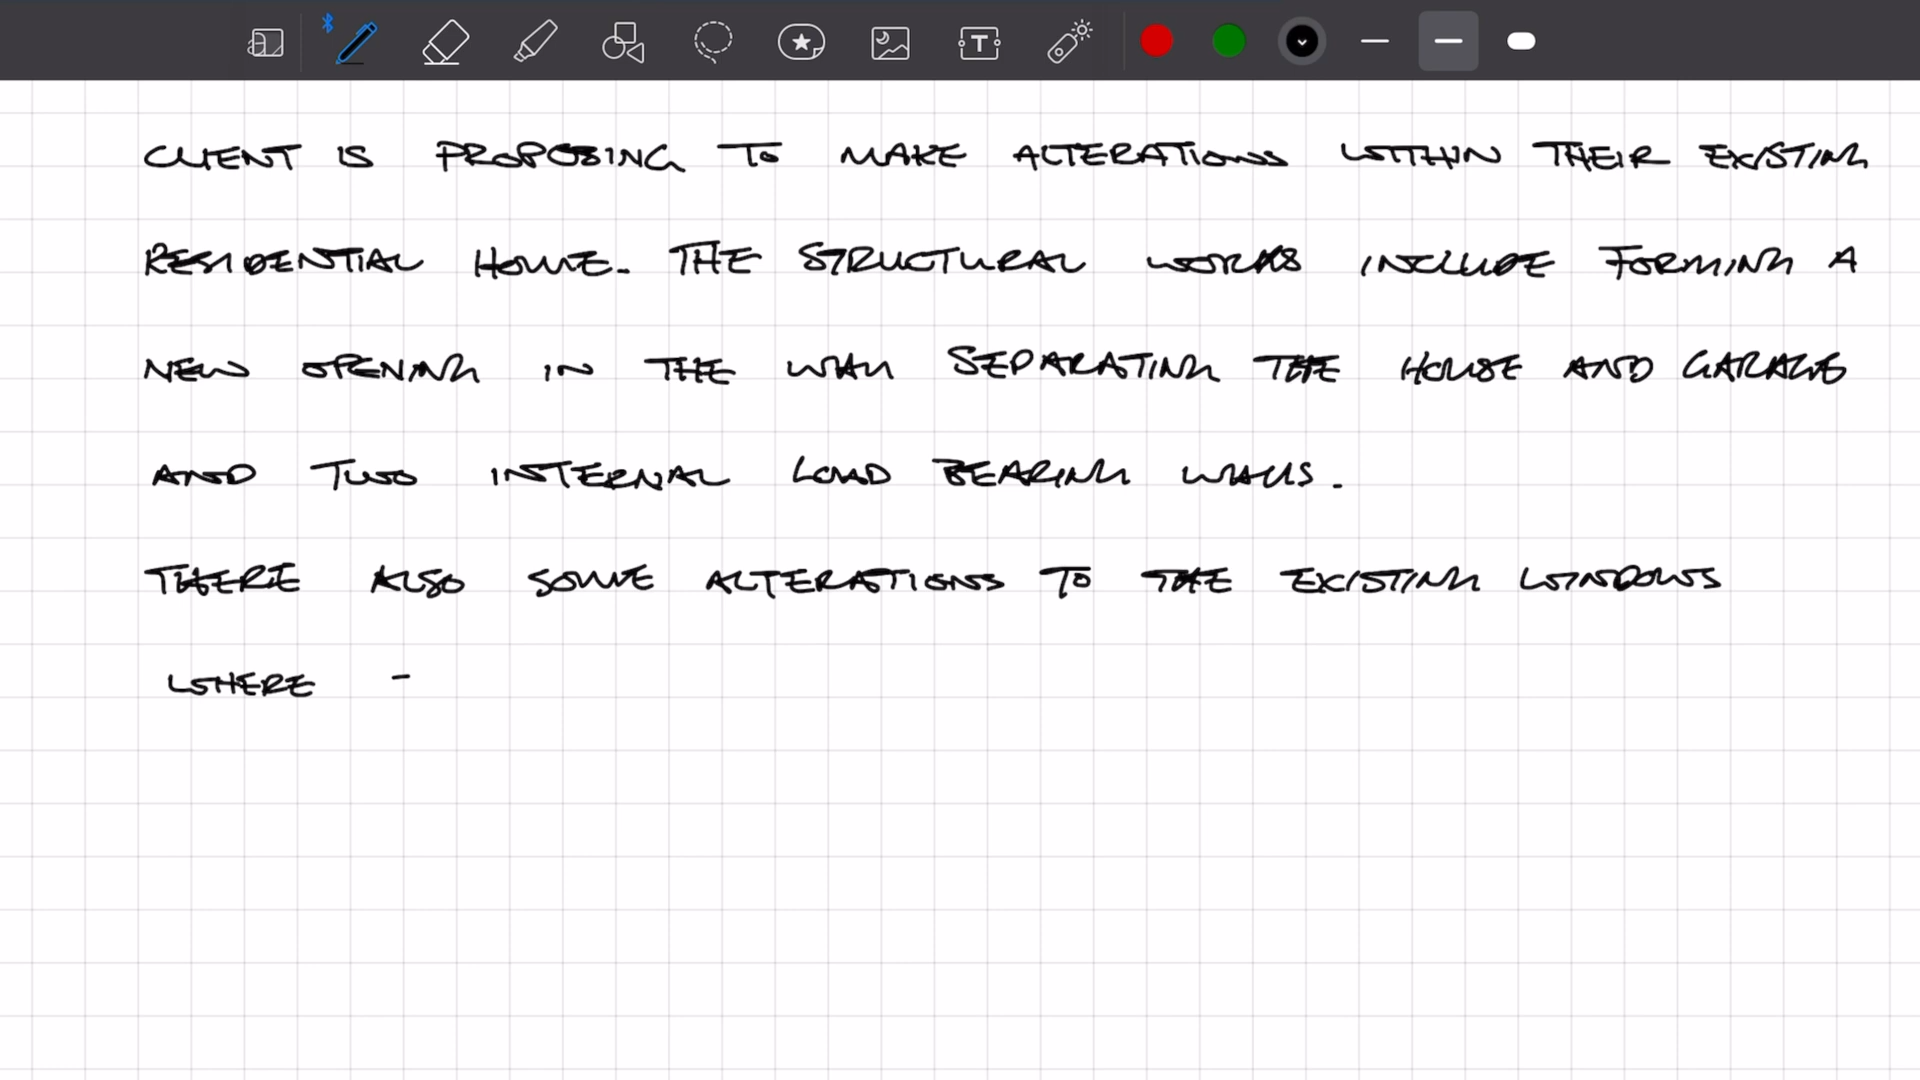 CLIENT IS PROPOSING TO MAKE ALTERATIONS WITHIN THEIR EXISTING
RESIDENTIAL HOME. THE STRUCTURAL WORKS INCLUDE FORMING A
NEW OPENING IN THE WALL SEPARATING THE HOUSE AND GARAGE
AND TWO INTERNAL LOAD BEARING WALLS.
THERE ALSO SOME ALTERATIONS TO THE EXISTING WINDOWS
WHERE -